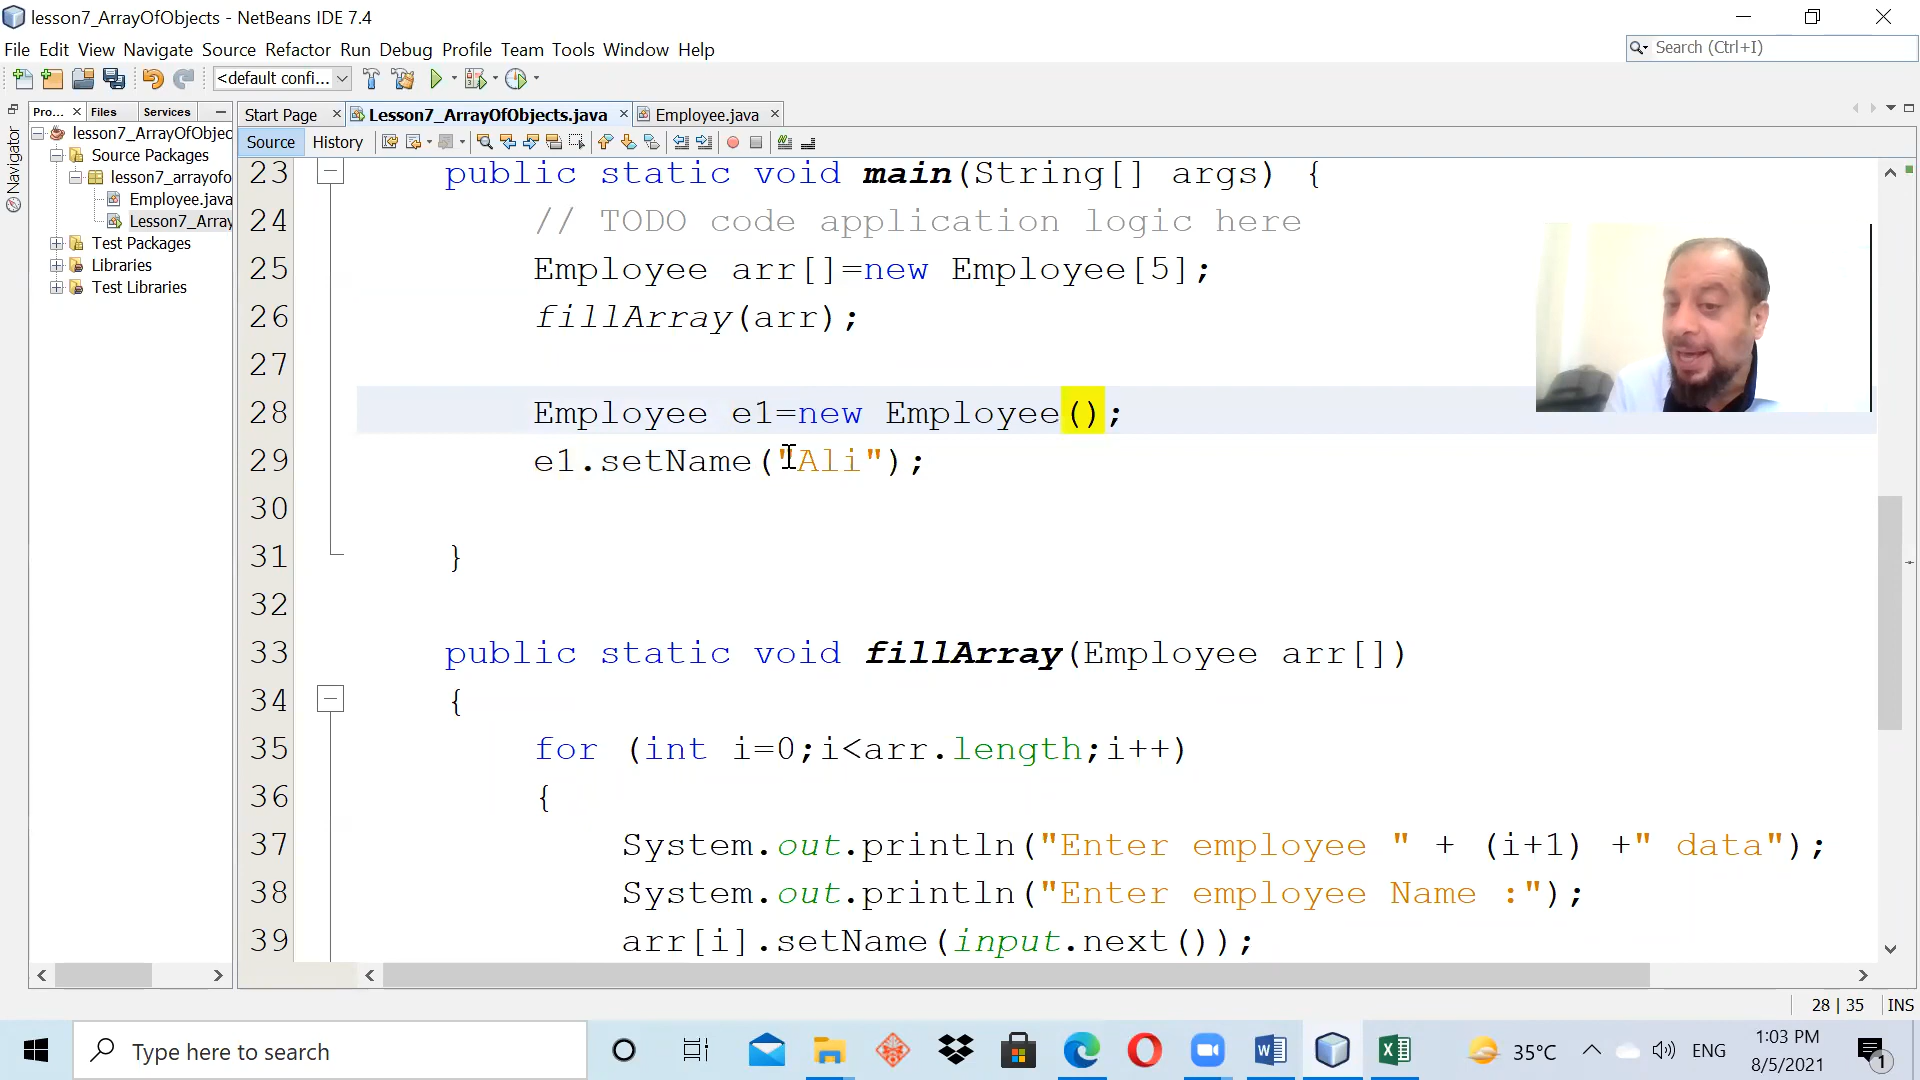 lesson7_ArrayOfObjects - NetBeans IDE 7.4
File Edit View Navigate Source Refactor Run Debug Profile Team Tools Window Help
Search (Ctrl+I)
<default confi...
Pro... Files Services
Start Page Lesson7_ArrayOfObjects.java Employee.java
Source History
Navigator
lesson7_ArrayOfObjec
Source Packages
lesson7_arrayofo
Employee.java
Lesson7_Array
Test Packages
Libraries
Test Libraries
23 public static void main(String[] args) {
24 // TODO code application logic here
25 Employee arr[]=new Employee[5];
26 fillArray(arr);
27
28 Employee e1=new Employee();
29 e1.setName("Ali");
30
31 }
32
33 public static void fillArray(Employee arr[])
34 {
35 for (int i=0;i<arr.length;i++)
36 {
37 System.out.println("Enter employee " + (i+1) +" data");
38 System.out.println("Enter employee Name :");
39 arr[i].setName(input.next());
28 | 35 INS
Type here to search
35°C ENG
1:03 PM
8/5/2021
1